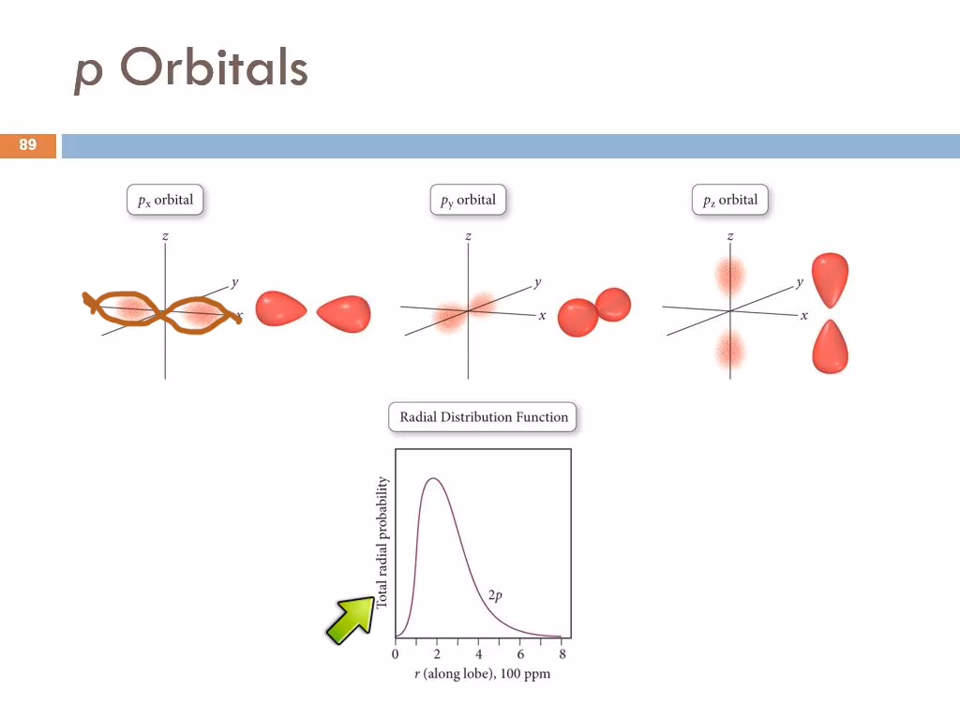 p Orbitals
89
px orbital
py orbital
pz orbital
z
y
x
z
y
x
z
y
x
Radial Distribution Function
Total radial probability
2p
0 2 4 6 8
r (along lobe), 100 ppm